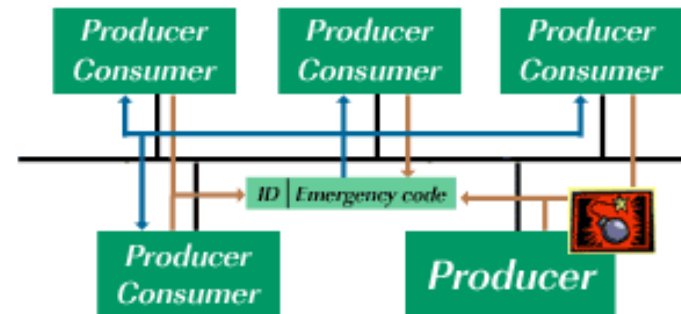 Producer
Consumer
Producer
Consumer
Producer
Consumer
ID | Emergency code
Producer
Consumer
Producer